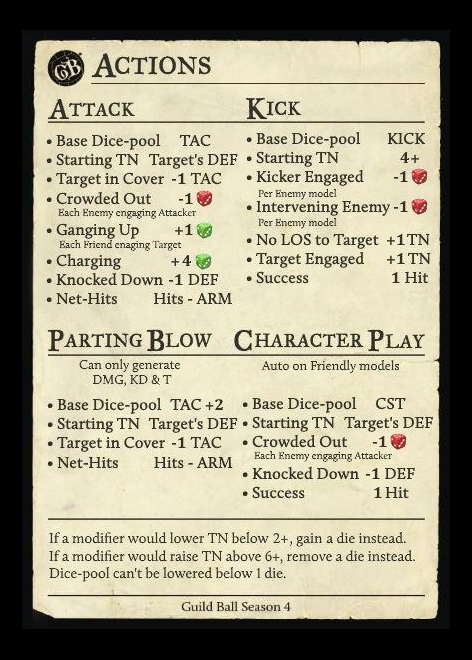 GB
ACTIONS
ATTACK
• Base Dice-pool TAC
• Starting TN Target's DEF
• Target in Cover -1 TAC
• Crowded Out -1
Each Enemy engaging Attacker
• Ganging Up +1
Each Friend enaging Target
• Charging +4
• Knocked Down -1 DEF
• Net-Hits Hits - ARM
KICK
• Base Dice-pool KICK
• Starting TN 4+
• Kicker Engaged -1
Per Enemy model
• Intervening Enemy -1
Per Enemy model
• No LOS to Target +1 TN
• Target Engaged +1 TN
• Success 1 Hit
PARTING BLOW
Can only generate
DMG, KD & T
• Base Dice-pool TAC +2
• Starting TN Target's DEF
• Target in Cover -1 TAC
• Net-Hits Hits - ARM
CHARACTER PLAY
Auto on Friendly models
• Base Dice-pool CST
• Starting TN Target's DEF
• Crowded Out -1
Each Enemy engaging Attacker
• Knocked Down -1 DEF
• Success 1 Hit
If a modifier would lower TN below 2+, gain a die instead.
If a modifier would raise TN above 6+, remove a die instead.
Dice-pool can't be lowered below 1 die.
Guild Ball Season 4